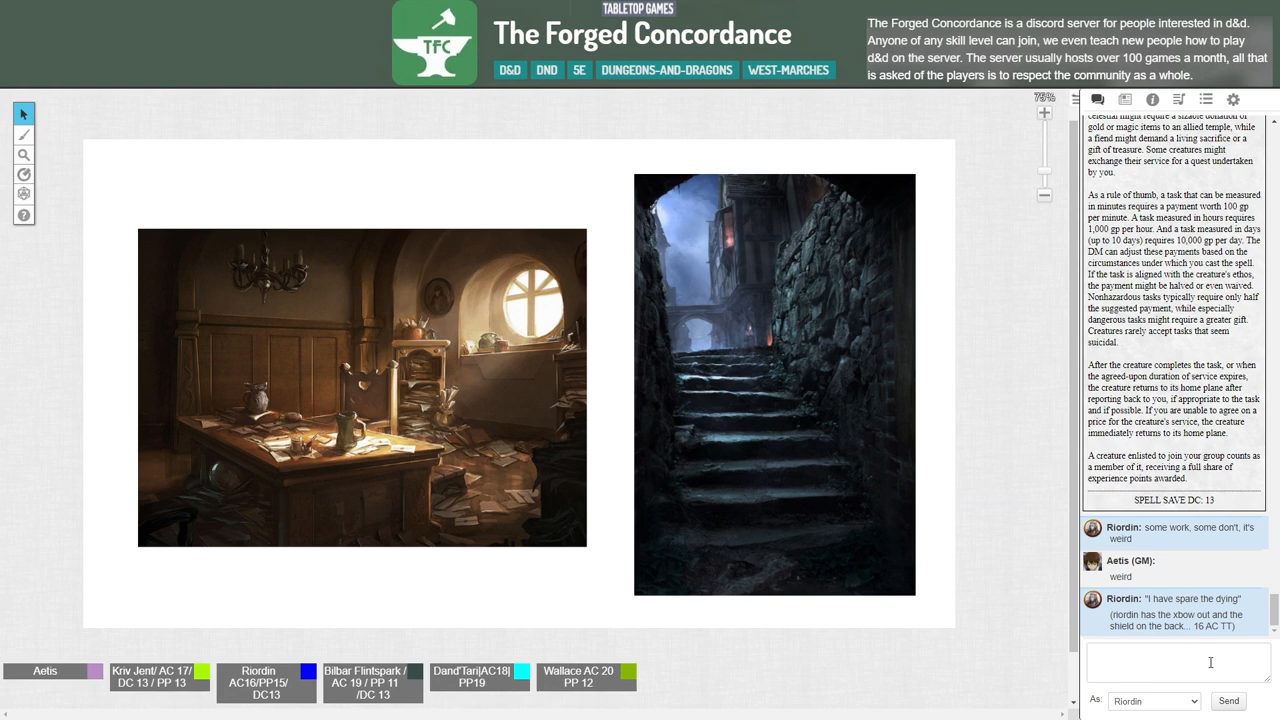 TABLETOP GAMES
TFC
The Forged Concordance
D&D DND 5E DUNGEONS-AND-DRAGONS WEST-MARCHES
The Forged Concordance is a discord server for people interested in d&d.
Anyone of any skill level can join, we even teach new people how to play
d&d on the server. The server usually hosts over 100 games a month, all that
is asked of the players is to respect the community as a whole.
75%
celestial might require a sizable donation of
gold or magic items to an allied temple, while
a fiend might demand a living sacrifice or a
gift of treasure. Some creatures might
exchange their service for a quest undertaken
by you.
As a rule of thumb, a task that can be measured
in minutes requires a payment worth 100 gp
per minute. A task measured in hours requires
1,000 gp per hour. And a task measured in days
(up to 10 days) requires 10,000 gp per day. The
DM can adjust these payments based on the
circumstances under which you cast the spell.
If the task is aligned with the creature's ethos,
the payment might be halved or even waived.
Nonhazardous tasks typically require only half
the suggested payment, while especially
dangerous tasks might require a greater gift.
Creatures rarely accept tasks that seem
suicidal.
After the creature completes the task, or when
the agreed-upon duration of service expires,
the creature returns to its home plane after
reporting back to you, if appropriate to the task
and if possible. If you are unable to agree on a
price for the creature's service, the creature
immediately returns to its home plane.
A creature enlisted to join your group counts as
a member of it, receiving a full share of
experience points awarded.
SPELL SAVE DC: 13
Riordin: some work, some don't, it's
weird
Aetis (GM):
weird
Riordin: "I have spare the dying"
(riordin has the xbow out and the
shield on the back... 16 AC TT)
As: Riordin Send
Aetis
Kriv Jent/ AC 17/
DC 13 / PP 13
Riordin
AC16/PP15/
DC13
Bilbar Flintspark /
AC 19 / PP 11
/DC 13
Dand'Tari|AC18|
PP19
Wallace AC 20
PP 12